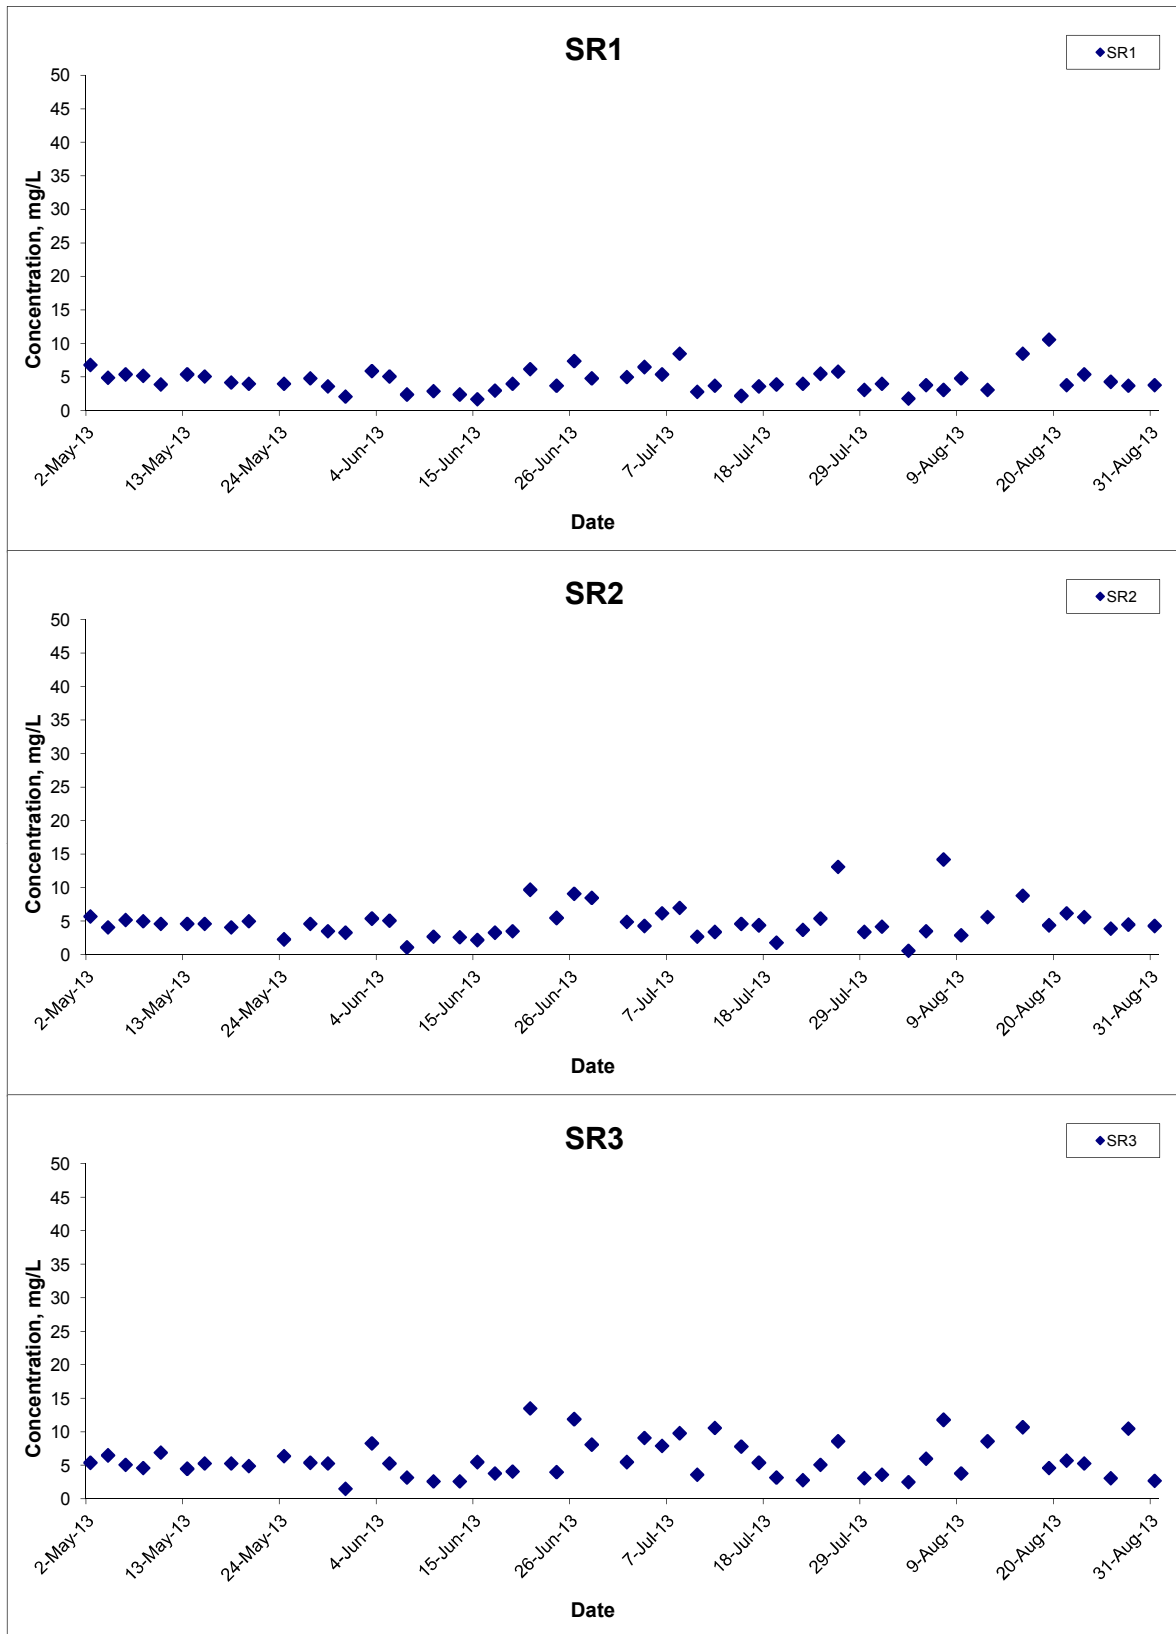 SR1
SR1
50
45
40
35
30
25
20
15
10
5
0
Concentration, mg/L
2-May-13
13-May-13
24-May-13
4-Jun-13
15-Jun-13
26-Jun-13
7-Jul-13
18-Jul-13
29-Jul-13
9-Aug-13
20-Aug-13
31-Aug-13
Date
SR2
SR2
50
45
40
35
30
25
20
15
10
5
0
Concentration, mg/L
2-May-13
13-May-13
24-May-13
4-Jun-13
15-Jun-13
26-Jun-13
7-Jul-13
18-Jul-13
29-Jul-13
9-Aug-13
20-Aug-13
31-Aug-13
Date
SR3
SR3
50
45
40
35
30
25
20
15
10
5
0
Concentration, mg/L
2-May-13
13-May-13
24-May-13
4-Jun-13
15-Jun-13
26-Jun-13
7-Jul-13
18-Jul-13
29-Jul-13
9-Aug-13
20-Aug-13
31-Aug-13
Date